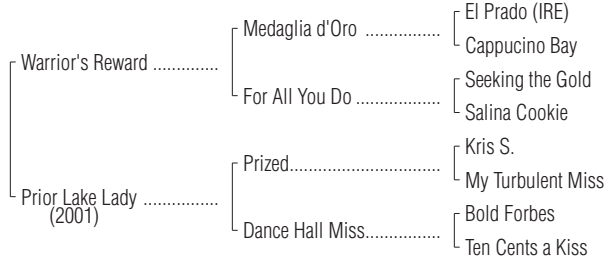 El Prado (IRE)
Medaglia d'Oro ..................
Cappucino Bay
Warrior's Reward ..............
Seeking the Gold
For All You Do ....................
Salina Cookie
Kris S.
Prized....................................
My Turbulent Miss
Prior Lake Lady ................
(2001)
Bold Forbes
Dance Hall Miss..................
Ten Cents a Kiss